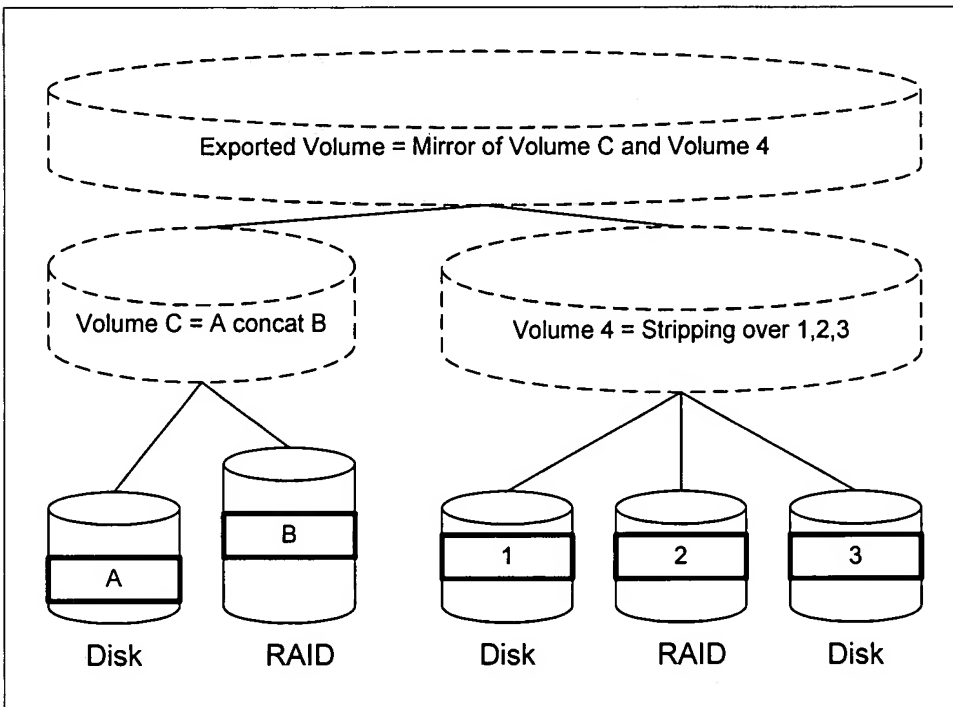 Exported Volume = Mirror of Volume C and Volume 4
Volume C = A concat B
Volume 4 = Stripping over 1,2,3
A
B
1
2
3
Disk
RAID
Disk
RAID
Disk